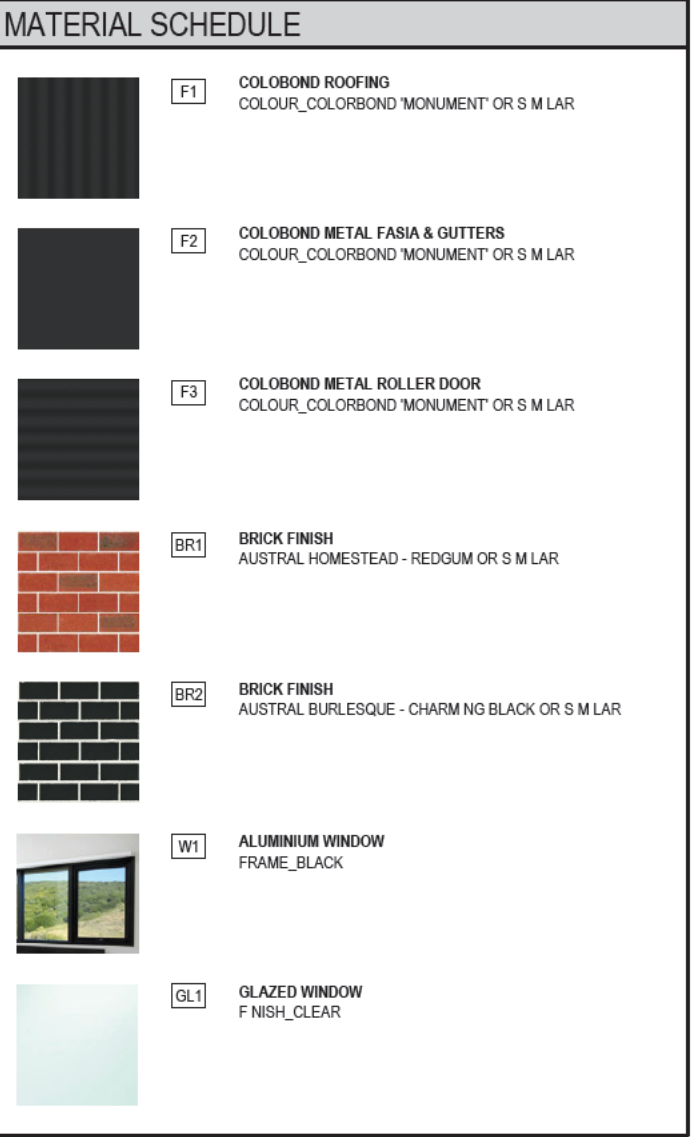 MATERIAL SCHEDULE
F1
COLOBOND ROOFING
COLOUR_COLORBOND 'MONUMENT' OR S M LAR
F2
COLOBOND METAL FASIA & GUTTERS
COLOUR_COLORBOND 'MONUMENT' OR S M LAR
F3
COLOBOND METAL ROLLER DOOR
COLOUR_COLORBOND 'MONUMENT' OR S M LAR
BR1
BRICK FINISH
AUSTRAL HOMESTEAD - REDGUM OR S M LAR
BR2
BRICK FINISH
AUSTRAL BURLESQUE - CHARM NG BLACK OR S M LAR
W1
ALUMINIUM WINDOW
FRAME_BLACK
GL1
GLAZED WINDOW
F NISH_CLEAR